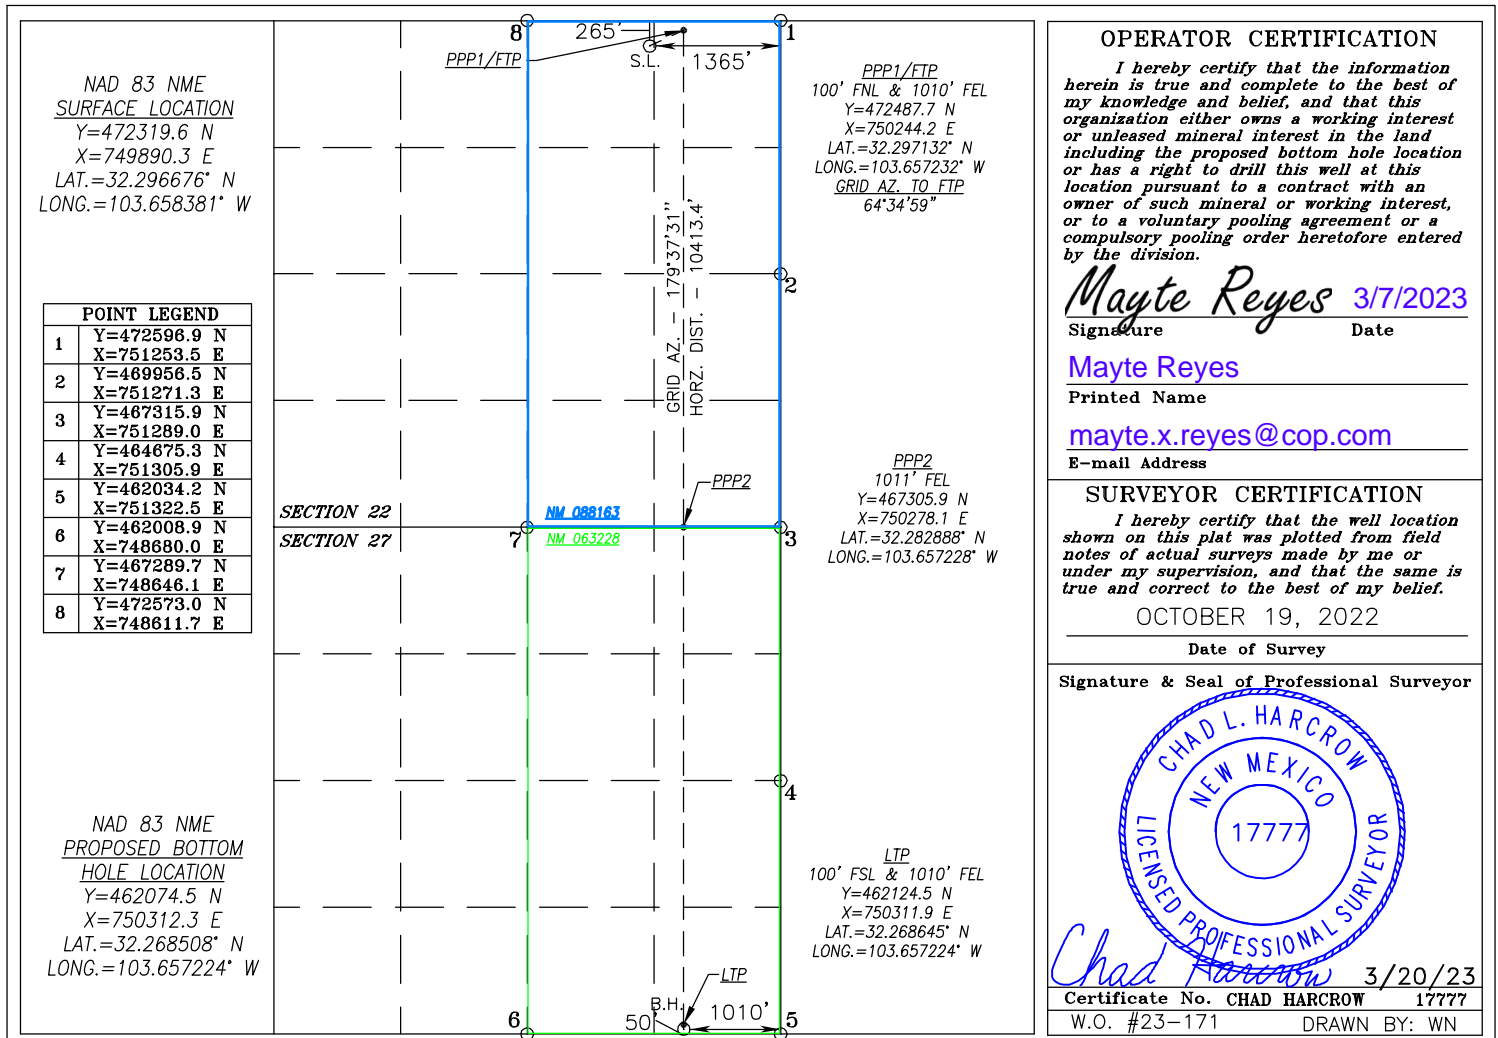 NAD 83 NME
SURFACE LOCATION
Y=472319.6 N
X=749890.3 E
LAT.=32.296676° N
LONG.=103.658381° W
POINT LEGEND
1 Y=472596.9 N
X=751253.5 E
2 Y=469956.5 N
X=751271.3 E
3 Y=467315.9 N
X=751289.0 E
4 Y=464675.3 N
X=751305.9 E
5 Y=462034.2 N
X=751322.5 E
6 Y=462008.9 N
X=748680.0 E
7 Y=467289.7 N
X=748646.1 E
8 Y=472573.0 N
X=748611.7 E
NAD 83 NME
PROPOSED BOTTOM
HOLE LOCATION
Y=462074.5 N
X=750312.3 E
LAT.=32.268508° N
LONG.=103.657224° W
8
265'
1
PPP1/FTP
S.L.
1365'
2
GRID AZ. – 179°37'31"
HORZ. DIST. – 10413.4'
PPP2
SECTION 22
NM 088163
SECTION 27
7
NM 063228
3
4
LTP
B.H.
50'
1010'
6
5
PPP1/FTP
100' FNL & 1010' FEL
Y=472487.7 N
X=750244.2 E
LAT.=32.297132° N
LONG.=103.657232° W
GRID AZ. TO FTP
64°34'59"
PPP2
1011' FEL
Y=467305.9 N
X=750278.1 E
LAT.=32.282888° N
LONG.=103.657228° W
LTP
100' FSL & 1010' FEL
Y=462124.5 N
X=750311.9 E
LAT.=32.268645° N
LONG.=103.657224° W
OPERATOR CERTIFICATION
I hereby certify that the information
herein is true and complete to the best of
my knowledge and belief, and that this
organization either owns a working interest
or unleased mineral interest in the land
including the proposed bottom hole location
or has a right to drill this well at this
location pursuant to a contract with an
owner of such mineral or working interest,
or to a voluntary pooling agreement or a
compulsory pooling order heretofore entered
by the division.
Mayte Reyes 3/7/2023
Signature Date
Mayte Reyes
Printed Name
mayte.x.reyes@cop.com
E-mail Address
SURVEYOR CERTIFICATION
I hereby certify that the well location
shown on this plat was plotted from field
notes of actual surveys made by me or
under my supervision, and that the same is
true and correct to the best of my belief.
OCTOBER 19, 2022
Date of Survey
Signature & Seal of Professional Surveyor
CHAD L. HARCROW
NEW MEXICO
17777
LICENSED PROFESSIONAL SURVEYOR
Chad Harcrow 3/20/23
Certificate No. CHAD HARCROW 17777
W.O. #23-171 DRAWN BY: WN